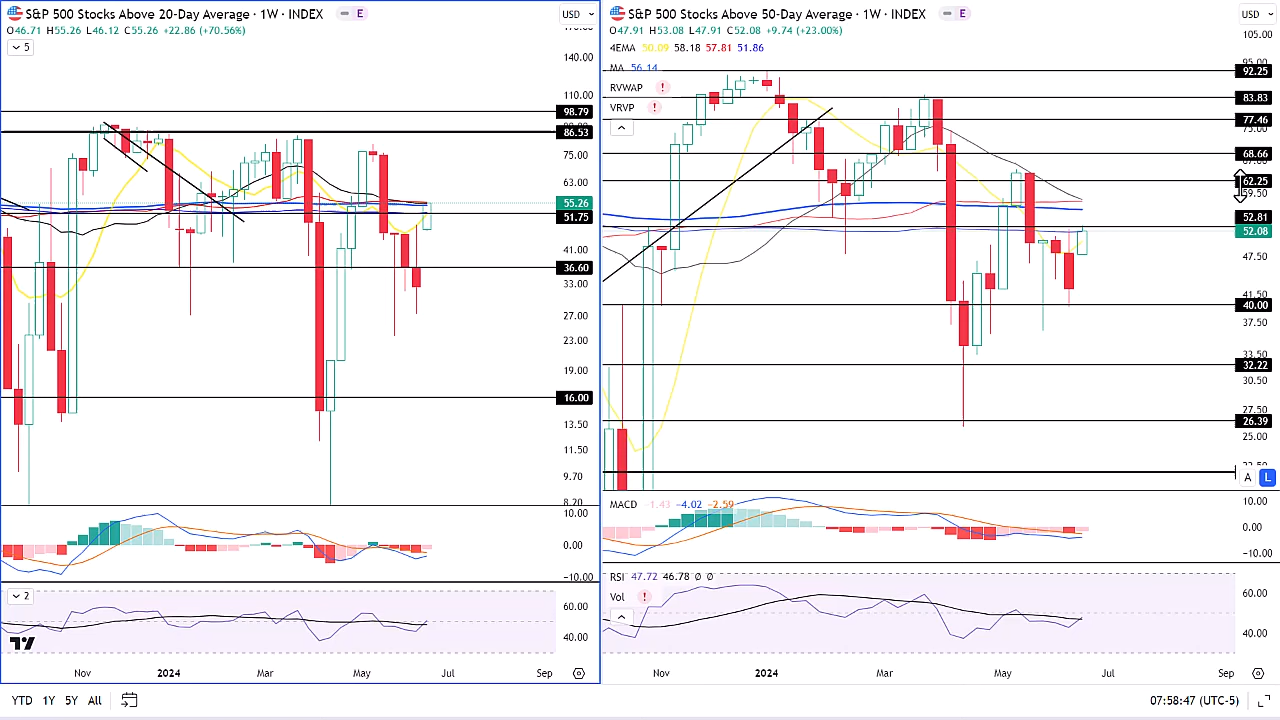 S&P 500 Stocks Above 20-Day Average · 1W · INDEX E
USD
O46.71 H55.26 L46.12 C55.26 +22.86 (+70.56%)
5
140.00
110.00
98.79
86.53
75.00
63.00
55.26
51.75
41.00
36.60
33.00
27.00
23.00
19.00
16.00
13.50
11.50
9.70
8.20
10.00
0.00
−10.00
2
60.00
40.00
Nov 2024 Mar May Jul Sep
S&P 500 Stocks Above 50-Day Average · 1W · INDEX E
USD
O47.91 H53.08 L47.91 C52.08 +9.74 (+23.00%)
4EMA 50.09 58.18 57.81 51.86
MA 56.14
RVWAP !
VRVP !
105.00
95.00
92.25
83.83
77.46
75.00
68.66
62.25
59.50
52.81
52.08
47.50
41.50
40.00
37.50
33.50
32.22
30.50
27.50
26.39
25.00
A L
MACD −1.43 −4.02 −2.59
10.00
0.00
−10.00
RSI 47.72 46.78 ∅ ∅
Vol !
60.00
40.00
Nov 2024 Mar May Jul Sep
YTD 1Y 5Y All
07:58:47 (UTC-5)